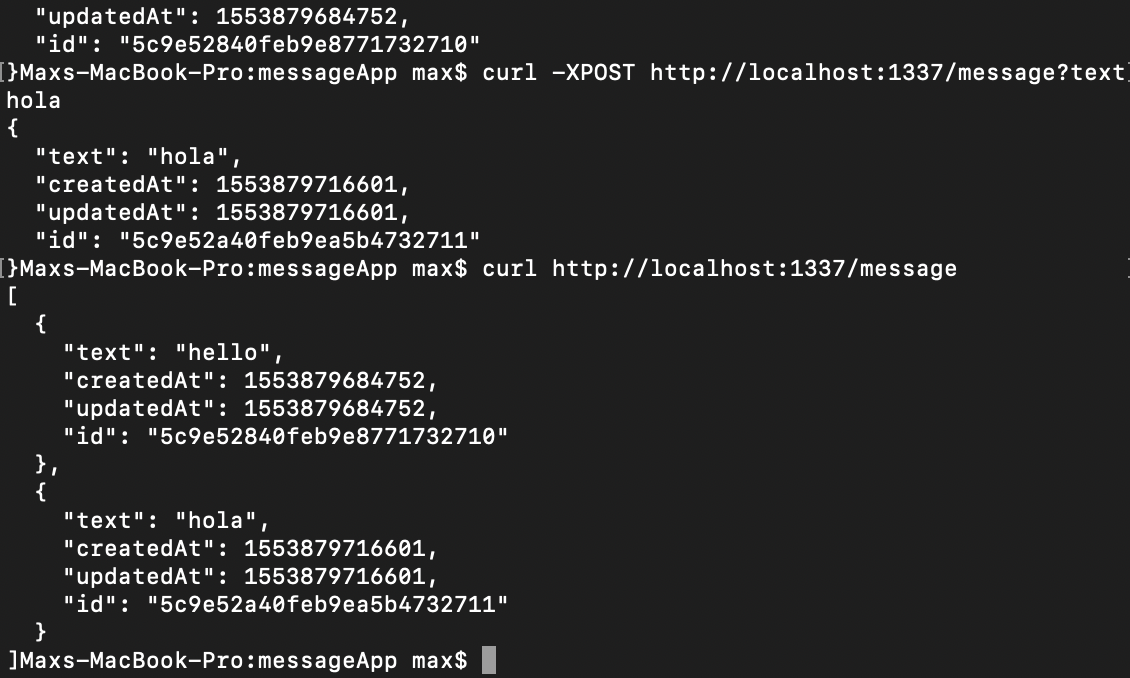 "updatedAt": 1553879684752,
  "id": "5c9e52840feb9e8771732710"
[}Maxs-MacBook-Pro:messageApp max$ curl -XPOST http://localhost:1337/message?text]
hola
{
  "text": "hola",
  "createdAt": 1553879716601,
  "updatedAt": 1553879716601,
  "id": "5c9e52a40feb9ea5b4732711"
[}Maxs-MacBook-Pro:messageApp max$ curl http://localhost:1337/message ]
[
  {
    "text": "hello",
    "createdAt": 1553879684752,
    "updatedAt": 1553879684752,
    "id": "5c9e52840feb9e8771732710"
  },
  {
    "text": "hola",
    "createdAt": 1553879716601,
    "updatedAt": 1553879716601,
    "id": "5c9e52a40feb9ea5b4732711"
  }
]Maxs-MacBook-Pro:messageApp max$